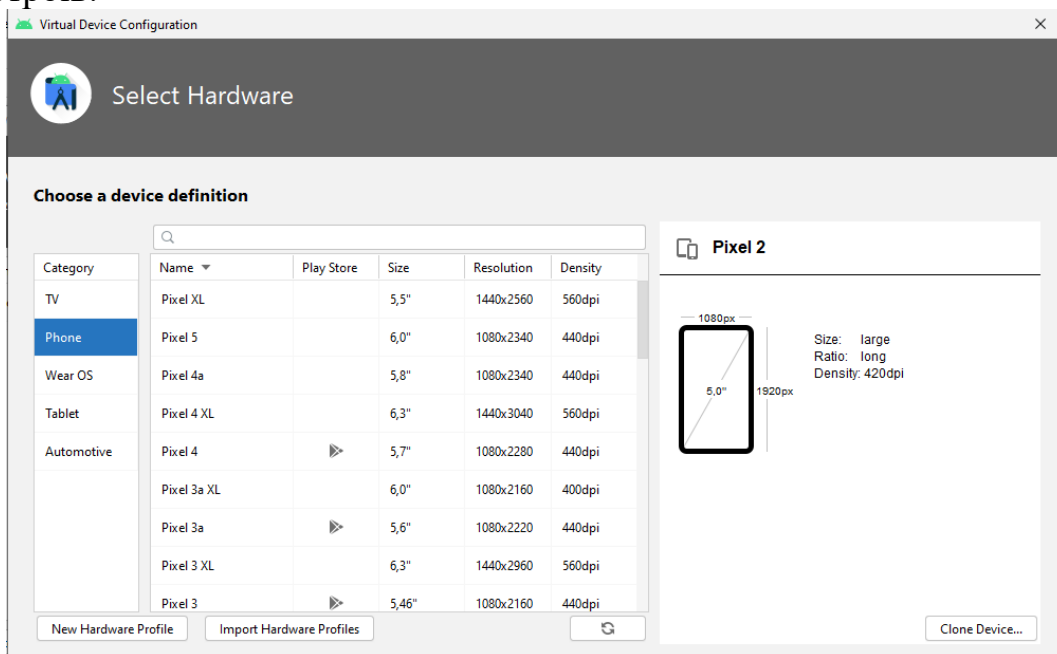 Virtual Device Configuration
Select Hardware
Choose a device definition
Category
TV
Phone
Wear OS
Tablet
Automotive
Name Play Store Size Resolution Density
Pixel XL 5,5" 1440x2560 560dpi
Pixel 5 6,0" 1080x2340 440dpi
Pixel 4a 5,8" 1080x2340 440dpi
Pixel 4 XL 6,3" 1440x3040 560dpi
Pixel 4 5,7" 1080x2280 440dpi
Pixel 3a XL 6,0" 1080x2160 400dpi
Pixel 3a 5,6" 1080x2220 440dpi
Pixel 3 XL 6,3" 1440x2960 560dpi
Pixel 3 5,46" 1080x2160 440dpi
New Hardware Profile Import Hardware Profiles
Pixel 2
1080px
5,0" 1920px
Size: large
Ratio: long
Density: 420dpi
Clone Device...